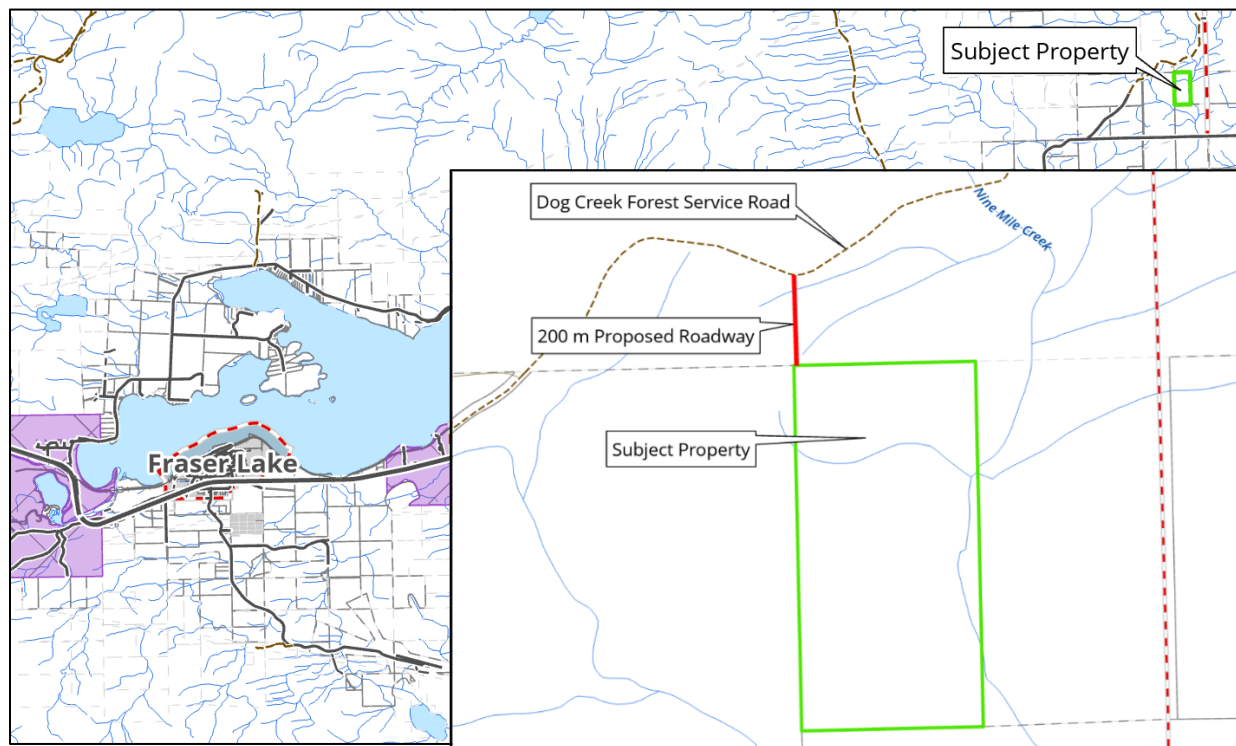 Subject
Property
Dog Creek Forest Service Road
Nine Mile Creek
200 m Proposed Roadway
Subject
Property
Fraser Lake